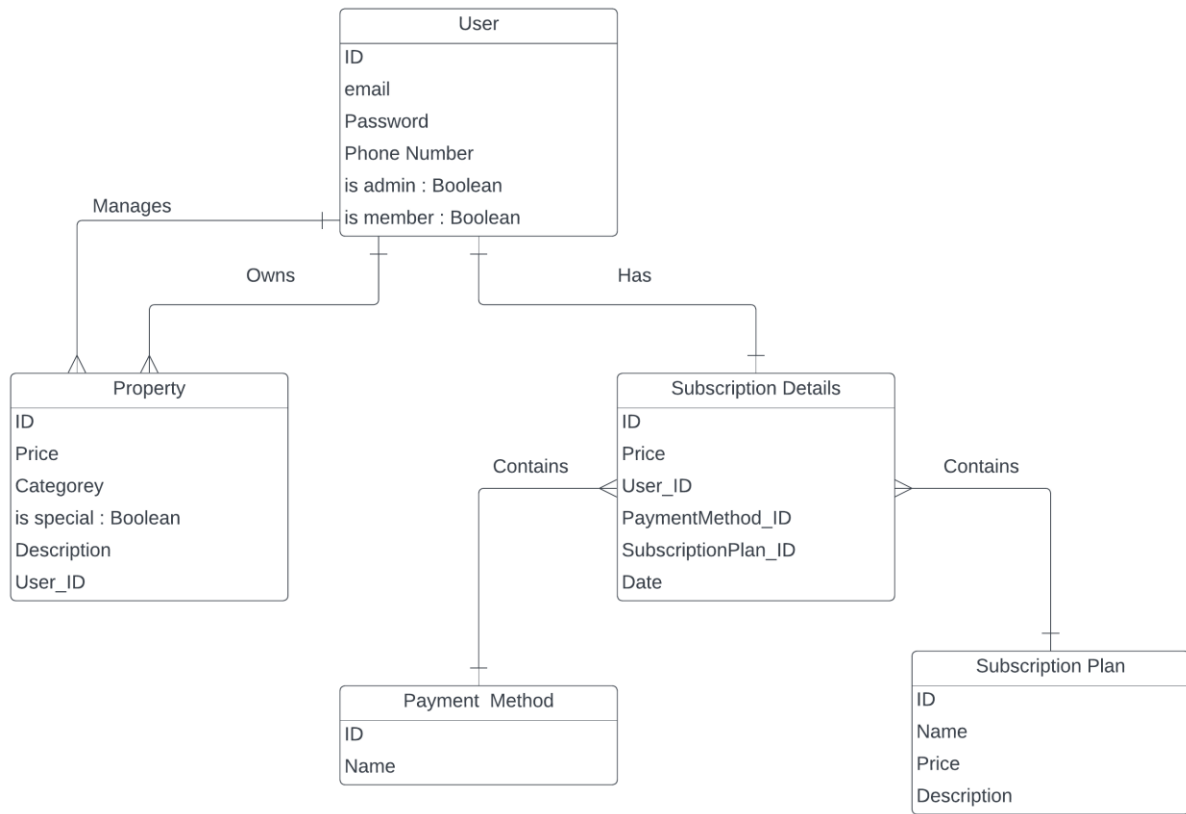 User
ID
email
Password
Phone Number
is admin : Boolean
is member : Boolean
Manages
Owns
Has
Property
ID
Price
Categorey
is special : Boolean
Description
User_ID
Subscription Details
ID
Price
User_ID
PaymentMethod_ID
SubscriptionPlan_ID
Date
Contains
Contains
Payment  Method
ID
Name
Subscription Plan
ID
Name
Price
Description